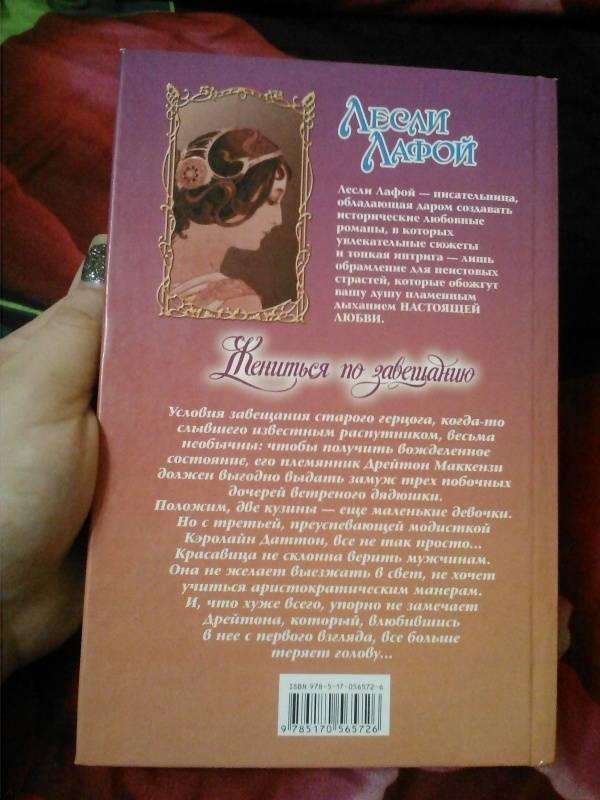 Лесли
Лафой
Лесли Лафой — писательница,
обладающая даром создавать
исторические любовные
романы, в которых
увлекательные сюжеты
и тонкая интрига — лишь
обрамление для неистовых
страстей, которые обожгут
вашу душу пламенным
дыханием НАСТОЯЩЕЙ
ЛЮБВИ.
Жениться по завещанию
Условия завещания старого герцога, когда-то
слывшего известным распутником, весьма
необычны: чтобы получить вожделенное
состояние, его племянник Дрейтон Маккензи
должен выгодно выдать замуж трех побочных
дочерей ветреного дядюшки.
Положим, две кузины — еще маленькие девочки.
Но с третьей, преуспевающей модисткой
Кэролайн Даттон, все не так просто...
Красавица не склонна верить мужчинам.
Она не желает выезжать в свет, не хочет
учиться аристократическим манерам.
И, что хуже всего, упорно не замечает
Дрейтона, который, влюбившись
в нее с первого взгляда, все больше
теряет голову...
ISBN 978-5-17-056572-6
9 785170 565726